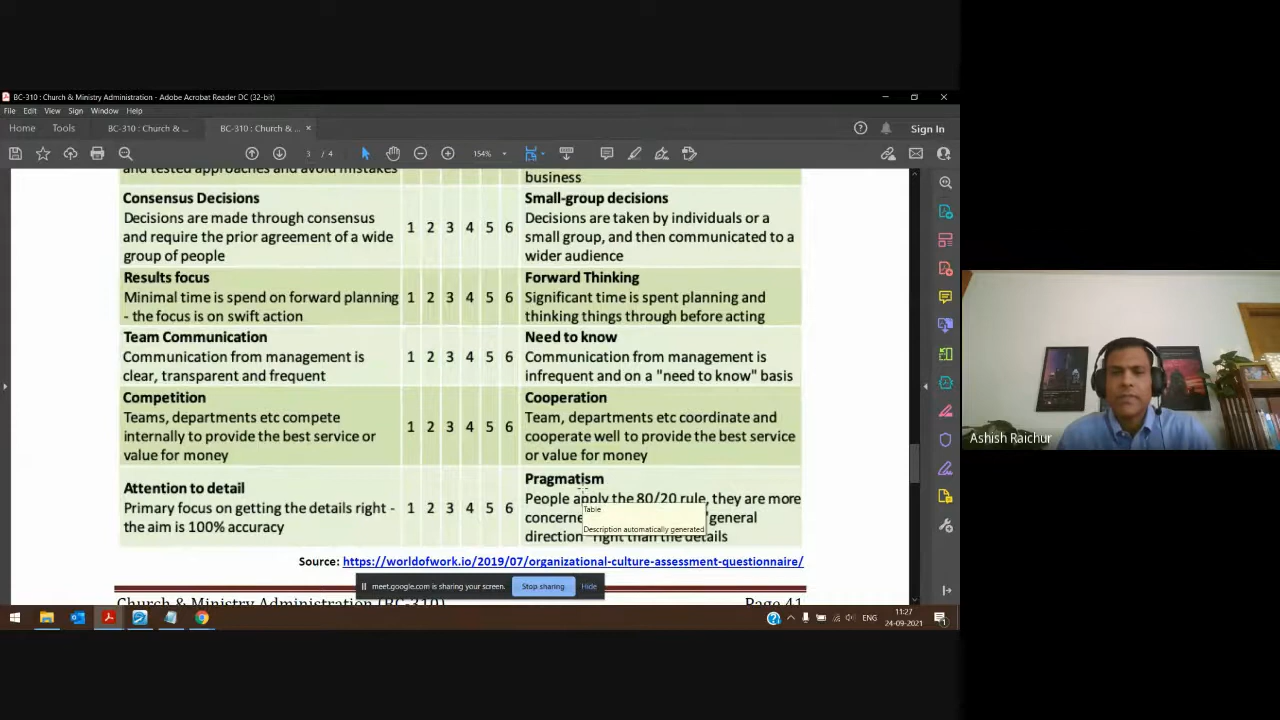 BC-310 : Church & Ministry Administration - Adobe Acrobat Reader DC (32-bit)
File Edit View Sign Window Help
Home Tools BC-310 : Church & ... BC-310 : Church & ... × Sign In
3 / 4 154%
and tested approaches and avoid mistakes
business
Consensus Decisions
Decisions are made through consensus
and require the prior agreement of a wide
group of people
1 2 3 4 5 6
Small-group decisions
Decisions are taken by individuals or a
small group, and then communicated to a
wider audience
Results focus
Minimal time is spend on forward planning
- the focus is on swift action
1 2 3 4 5 6
Forward Thinking
Significant time is spent planning and
thinking things through before acting
Team Communication
Communication from management is
clear, transparent and frequent
1 2 3 4 5 6
Need to know
Communication from management is
infrequent and on a "need to know" basis
Competition
Teams, departments etc compete
internally to provide the best service or
value for money
1 2 3 4 5 6
Cooperation
Team, departments etc coordinate and
cooperate well to provide the best service
or value for money
Attention to detail
Primary focus on getting the details right -
the aim is 100% accuracy
1 2 3 4 5 6
Pragmatism
People apply the 80/20 rule, they are more
concerne "general
direction" right than the details
Table
Description automatically generated
Source: https://worldofwork.io/2019/07/organizational-culture-assessment-questionnaire/
meet.google.com is sharing your screen. Stop sharing Hide
Church & Ministry Administration (BC-310) Page 41
ENG 11:27
24-09-2021
Ashish Raichur